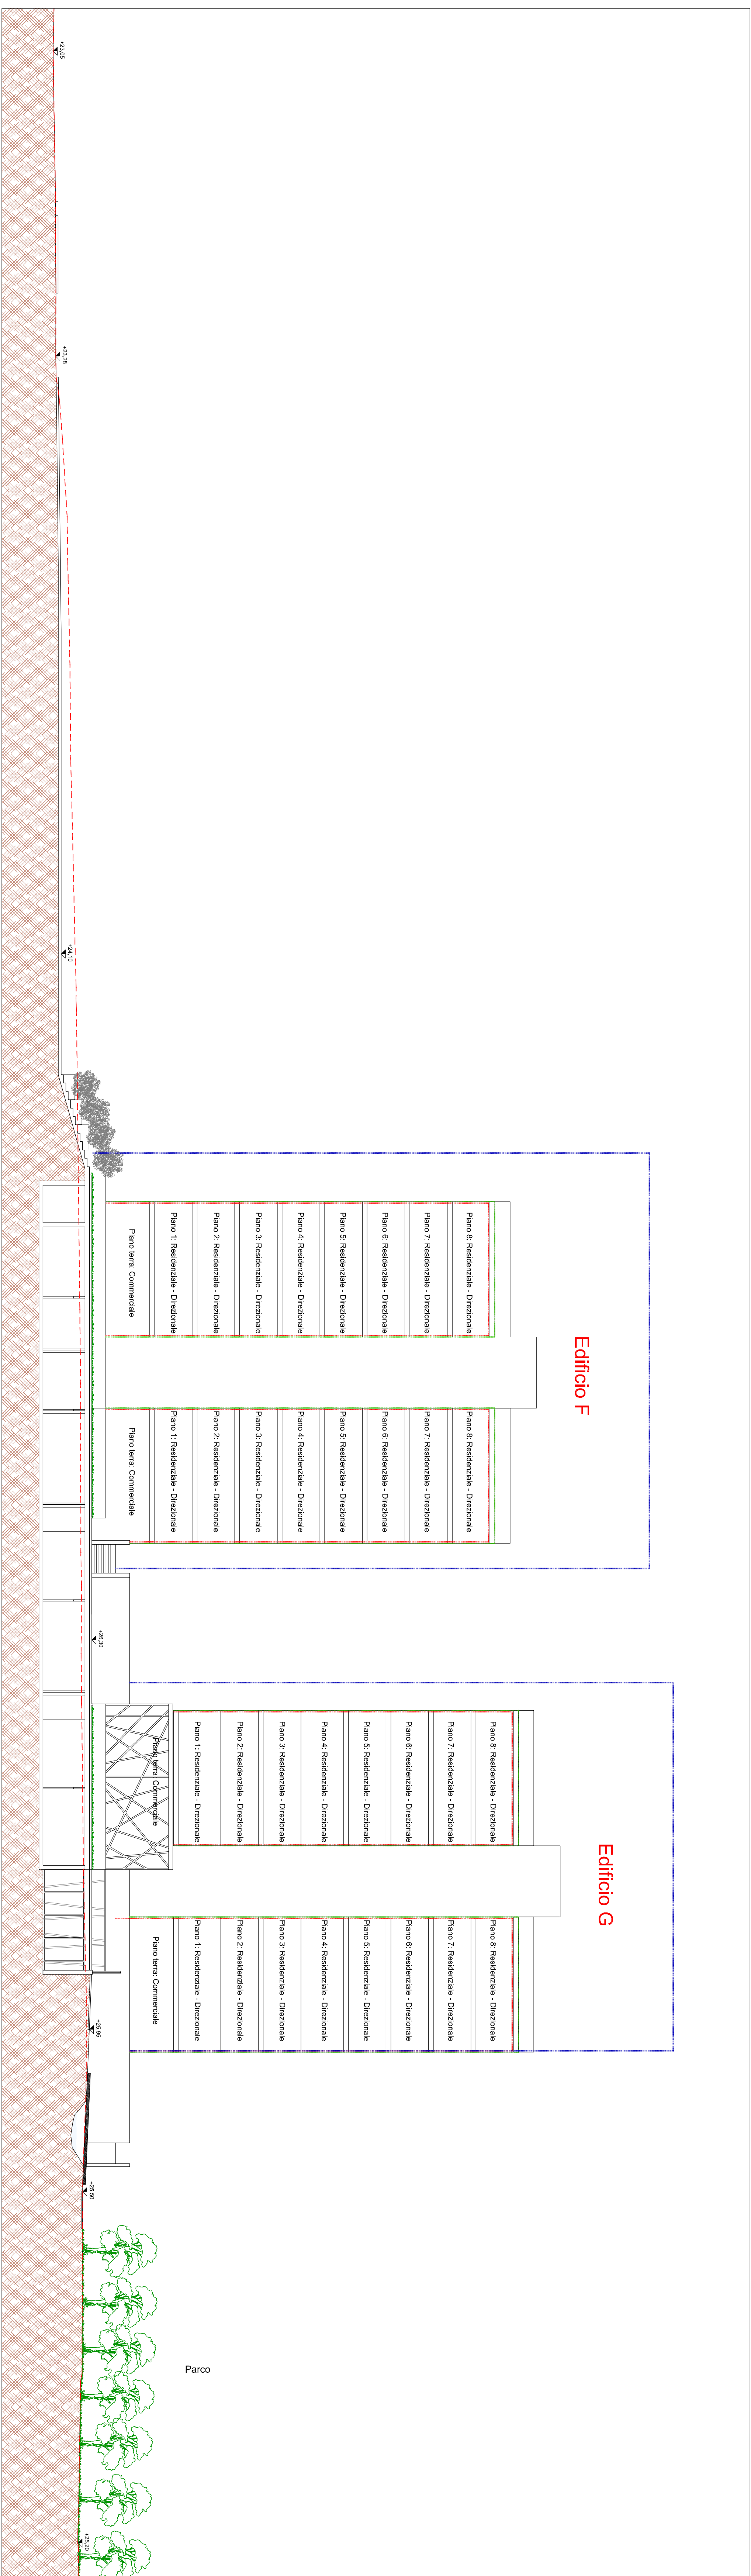 +23,05
+23,28
+24,10
Edificio F
Piano 8: Residenziale - Direzionale
Piano 7: Residenziale - Direzionale
Piano 6: Residenziale - Direzionale
Piano 5: Residenziale - Direzionale
Piano 4: Residenziale - Direzionale
Piano 3: Residenziale - Direzionale
Piano 2: Residenziale - Direzionale
Piano 1: Residenziale - Direzionale
Piano terra: Commerciale
Piano 8: Residenziale - Direzionale
Piano 7: Residenziale - Direzionale
Piano 6: Residenziale - Direzionale
Piano 5: Residenziale - Direzionale
Piano 4: Residenziale - Direzionale
Piano 3: Residenziale - Direzionale
Piano 2: Residenziale - Direzionale
Piano 1: Residenziale - Direzionale
Piano terra: Commerciale
+26,30
Edificio G
Piano 8: Residenziale - Direzionale
Piano 7: Residenziale - Direzionale
Piano 6: Residenziale - Direzionale
Piano 5: Residenziale - Direzionale
Piano 4: Residenziale - Direzionale
Piano 3: Residenziale - Direzionale
Piano 2: Residenziale - Direzionale
Piano 1: Residenziale - Direzionale
Piano terra: Commerciale
Piano 8: Residenziale - Direzionale
Piano 7: Residenziale - Direzionale
Piano 6: Residenziale - Direzionale
Piano 5: Residenziale - Direzionale
Piano 4: Residenziale - Direzionale
Piano 3: Residenziale - Direzionale
Piano 2: Residenziale - Direzionale
Piano 1: Residenziale - Direzionale
Piano terra: Commerciale
+25,95
+25,50
Parco
+25,20